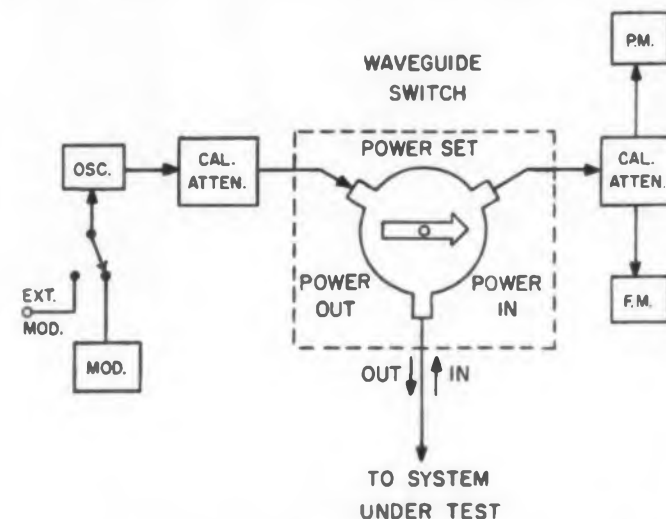 P.M.
WAVEGUIDE
SWITCH
POWER SET
OSC.
CAL.
ATTEN.
CAL.
ATTEN.
POWER
OUT
POWER
IN
EXT.
MOD.
MOD.
F.M.
OUT
IN
TO SYSTEM
UNDER TEST